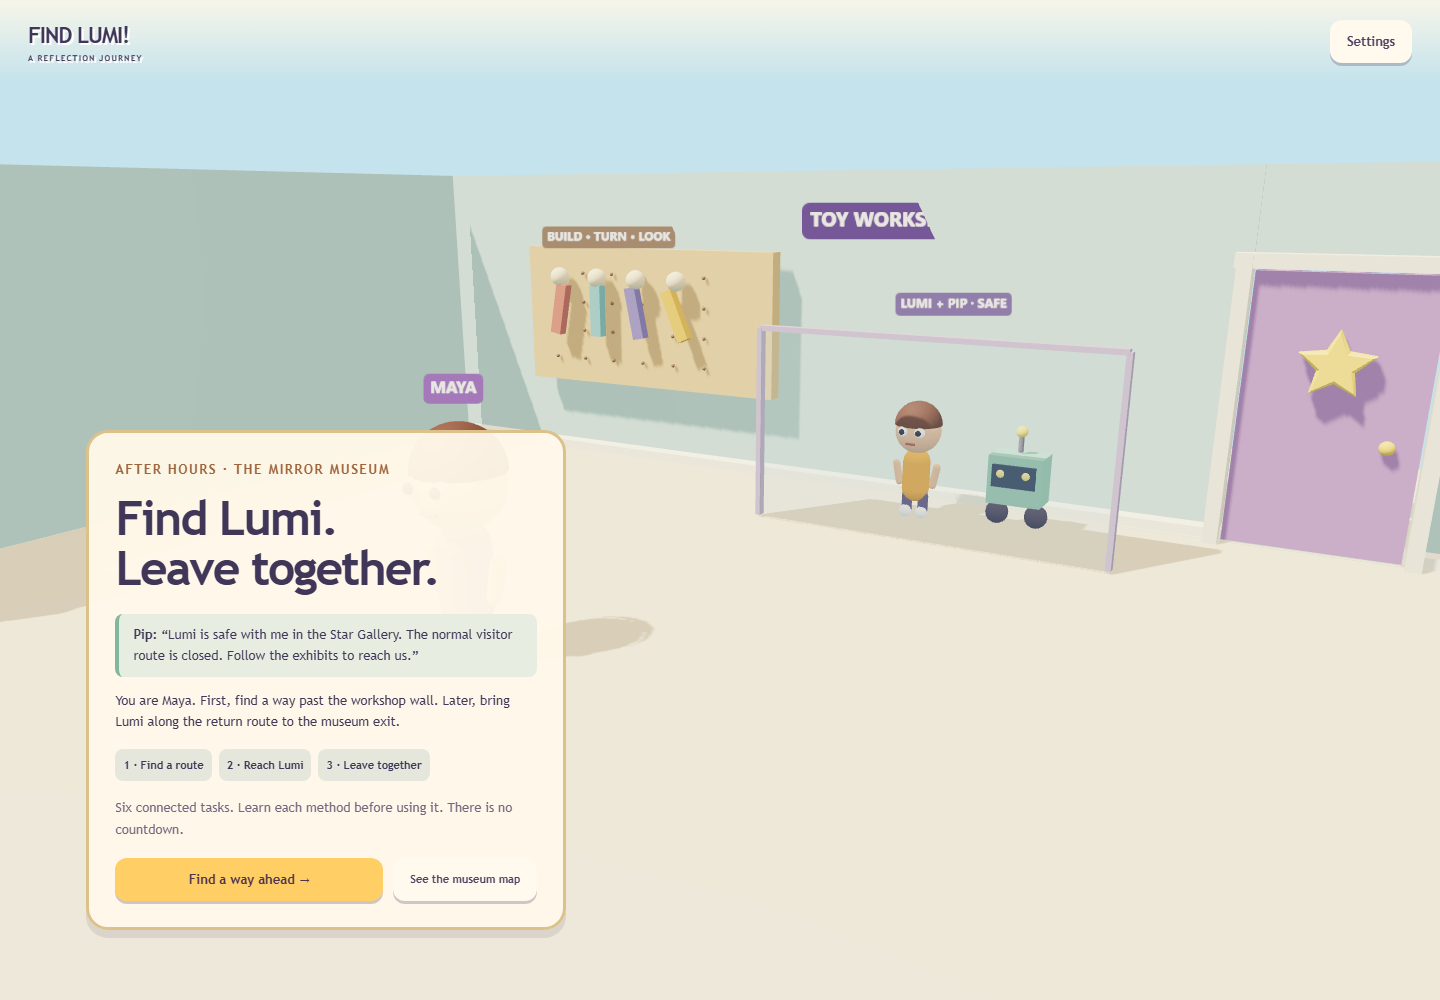 FIND LUMI!
A REFLECTION JOURNEY
Settings
TOY WORKS
BUILD • TURN • LOOK
LUMI + PIP · SAFE
MAYA
AFTER HOURS · THE MIRROR MUSEUM
Find Lumi.
Leave together.
Pip: “Lumi is safe with me in the Star Gallery. The normal visitor
route is closed. Follow the exhibits to reach us.”
You are Maya. First, find a way past the workshop wall. Later, bring
Lumi along the return route to the museum exit.
1 · Find a route
2 · Reach Lumi
3 · Leave together
Six connected tasks. Learn each method before using it. There is no
countdown.
Find a way ahead →
See the museum map